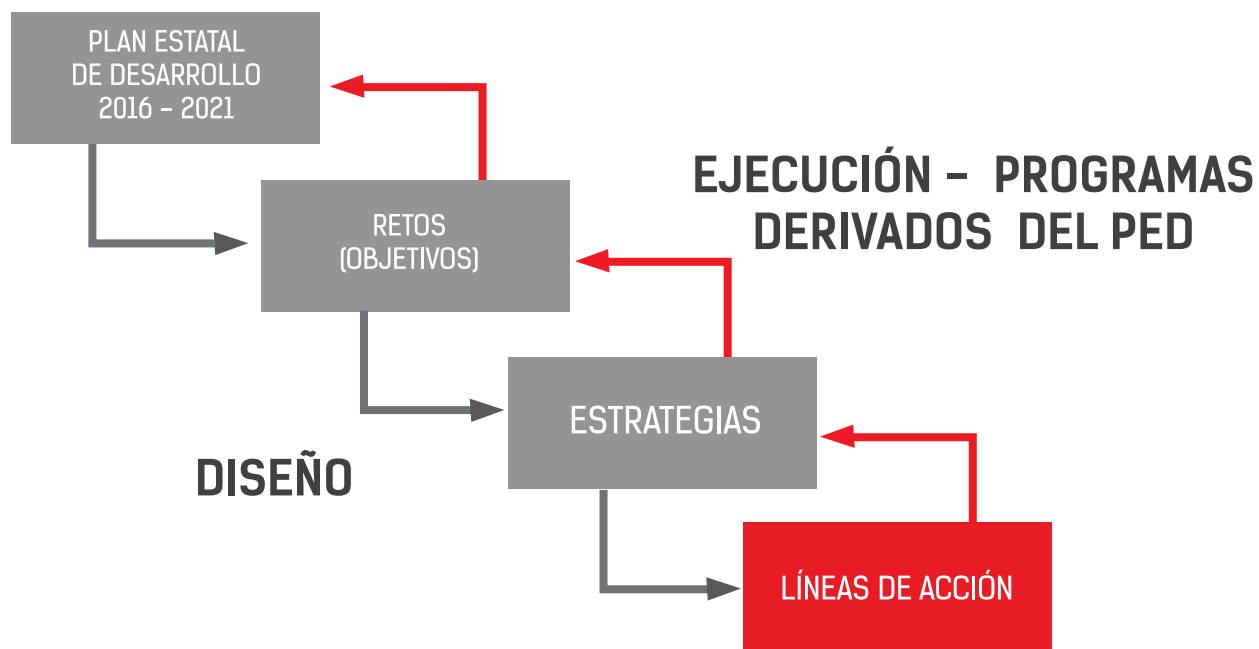 PLAN ESTATAL
DE DESARROLLO
2016 – 2021
EJECUCIÓN – PROGRAMAS
DERIVADOS DEL PED
RETOS
(OBJETIVOS)
ESTRATEGIAS
DISEÑO
LÍNEAS DE ACCIÓN